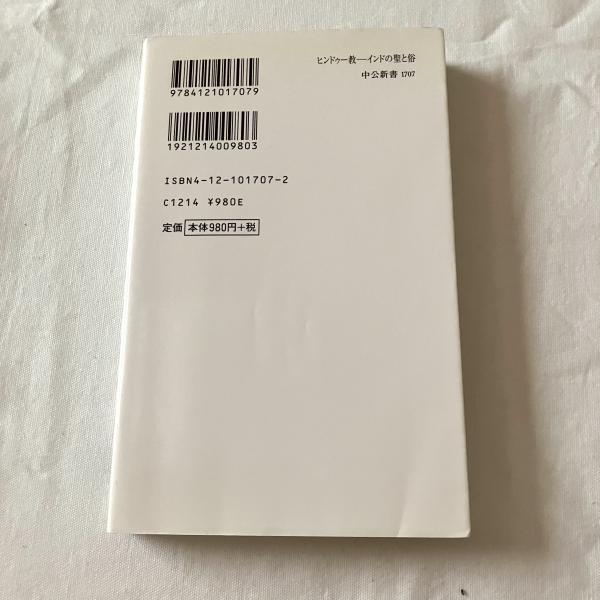 ヒンドゥー教―インドの聖と俗
中公新書 1707
9784121017079
1921214009803
ISBN4-12-101707-2
C1214 ¥980E
定価 本体980円+税